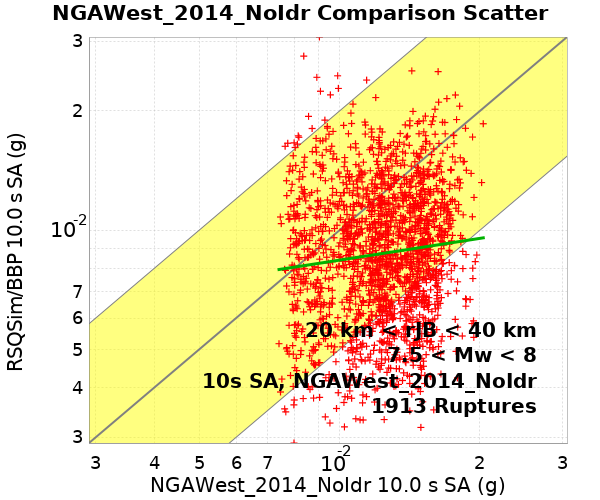 NGAWest_2014_NoIdr Comparison Scatter
RSQSim/BBP 10.0 s SA (g)
3
2
10-2
7
6
5
4
3
20 km < rJB < 40 km
7.5 < Mw < 8
10s SA, NGAWest_2014_NoIdr
1913 Ruptures
3 4 5 6 7 10-2 2 3
NGAWest_2014_NoIdr 10.0 s SA (g)